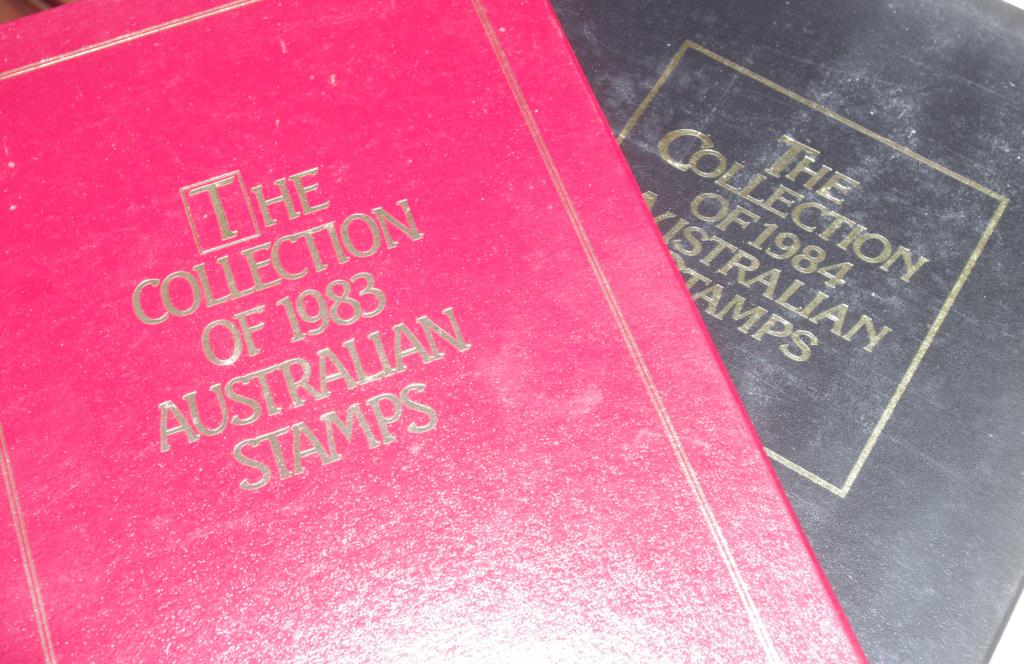 THE
COLLECTION
OF 1983
AUSTRALIAN
STAMPS
THE
COLLECTION
OF 1984
AUSTRALIAN
STAMPS